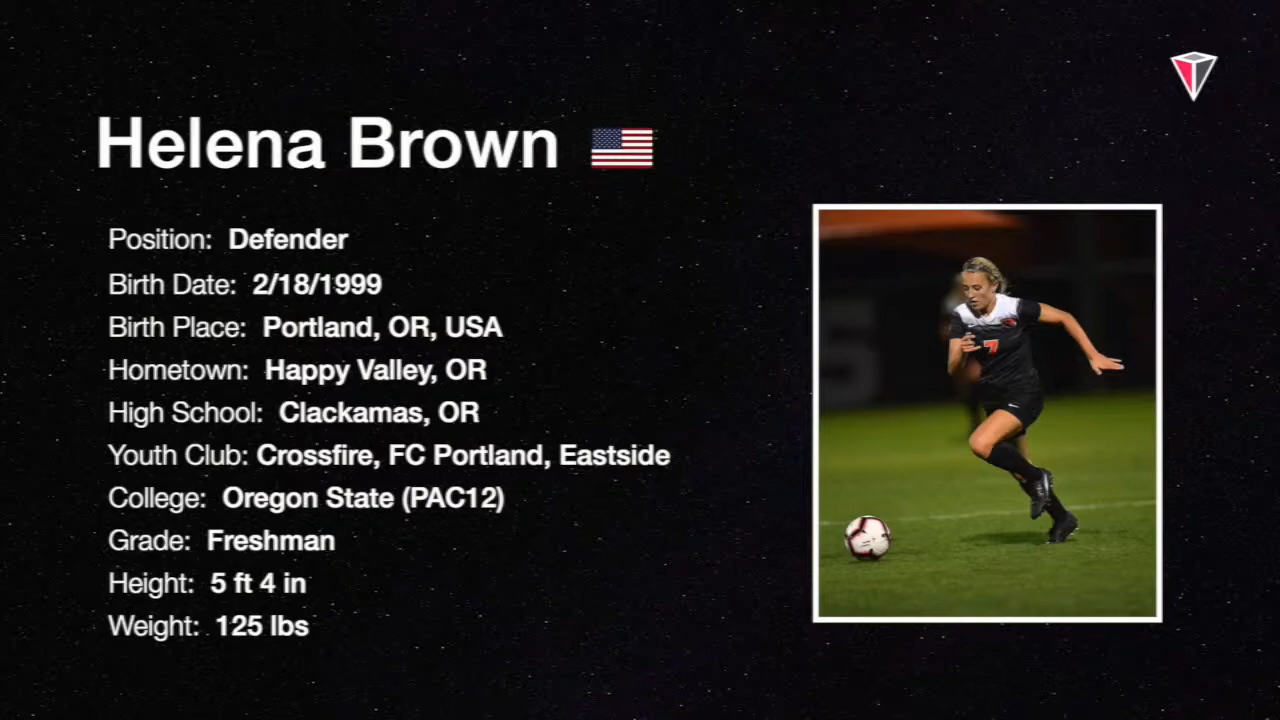 Helena Brown
Position: Defender
Birth Date: 2/18/1999
Birth Place: Portland, OR, USA
Hometown: Happy Valley, OR
High School: Clackamas, OR
Youth Club: Crossfire, FC Portland, Eastside
College: Oregon State (PAC12)
Grade: Freshman
Height: 5 ft 4 in
Weight: 125 lbs
7